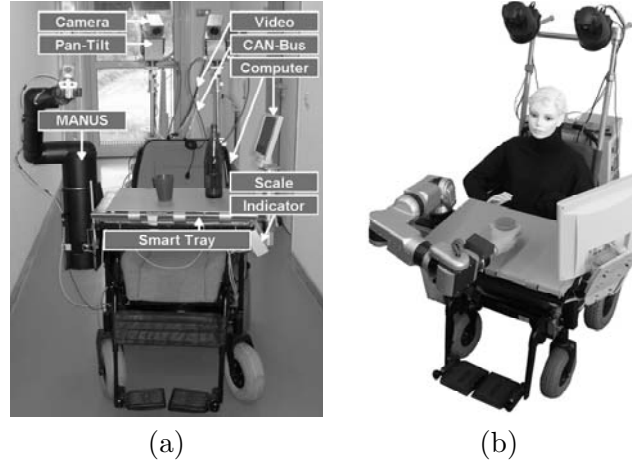 Camera
Pan-Tilt
Video
CAN-Bus
Computer
MANUS
Scale
Indicator
Smart Tray
(a)
(b)